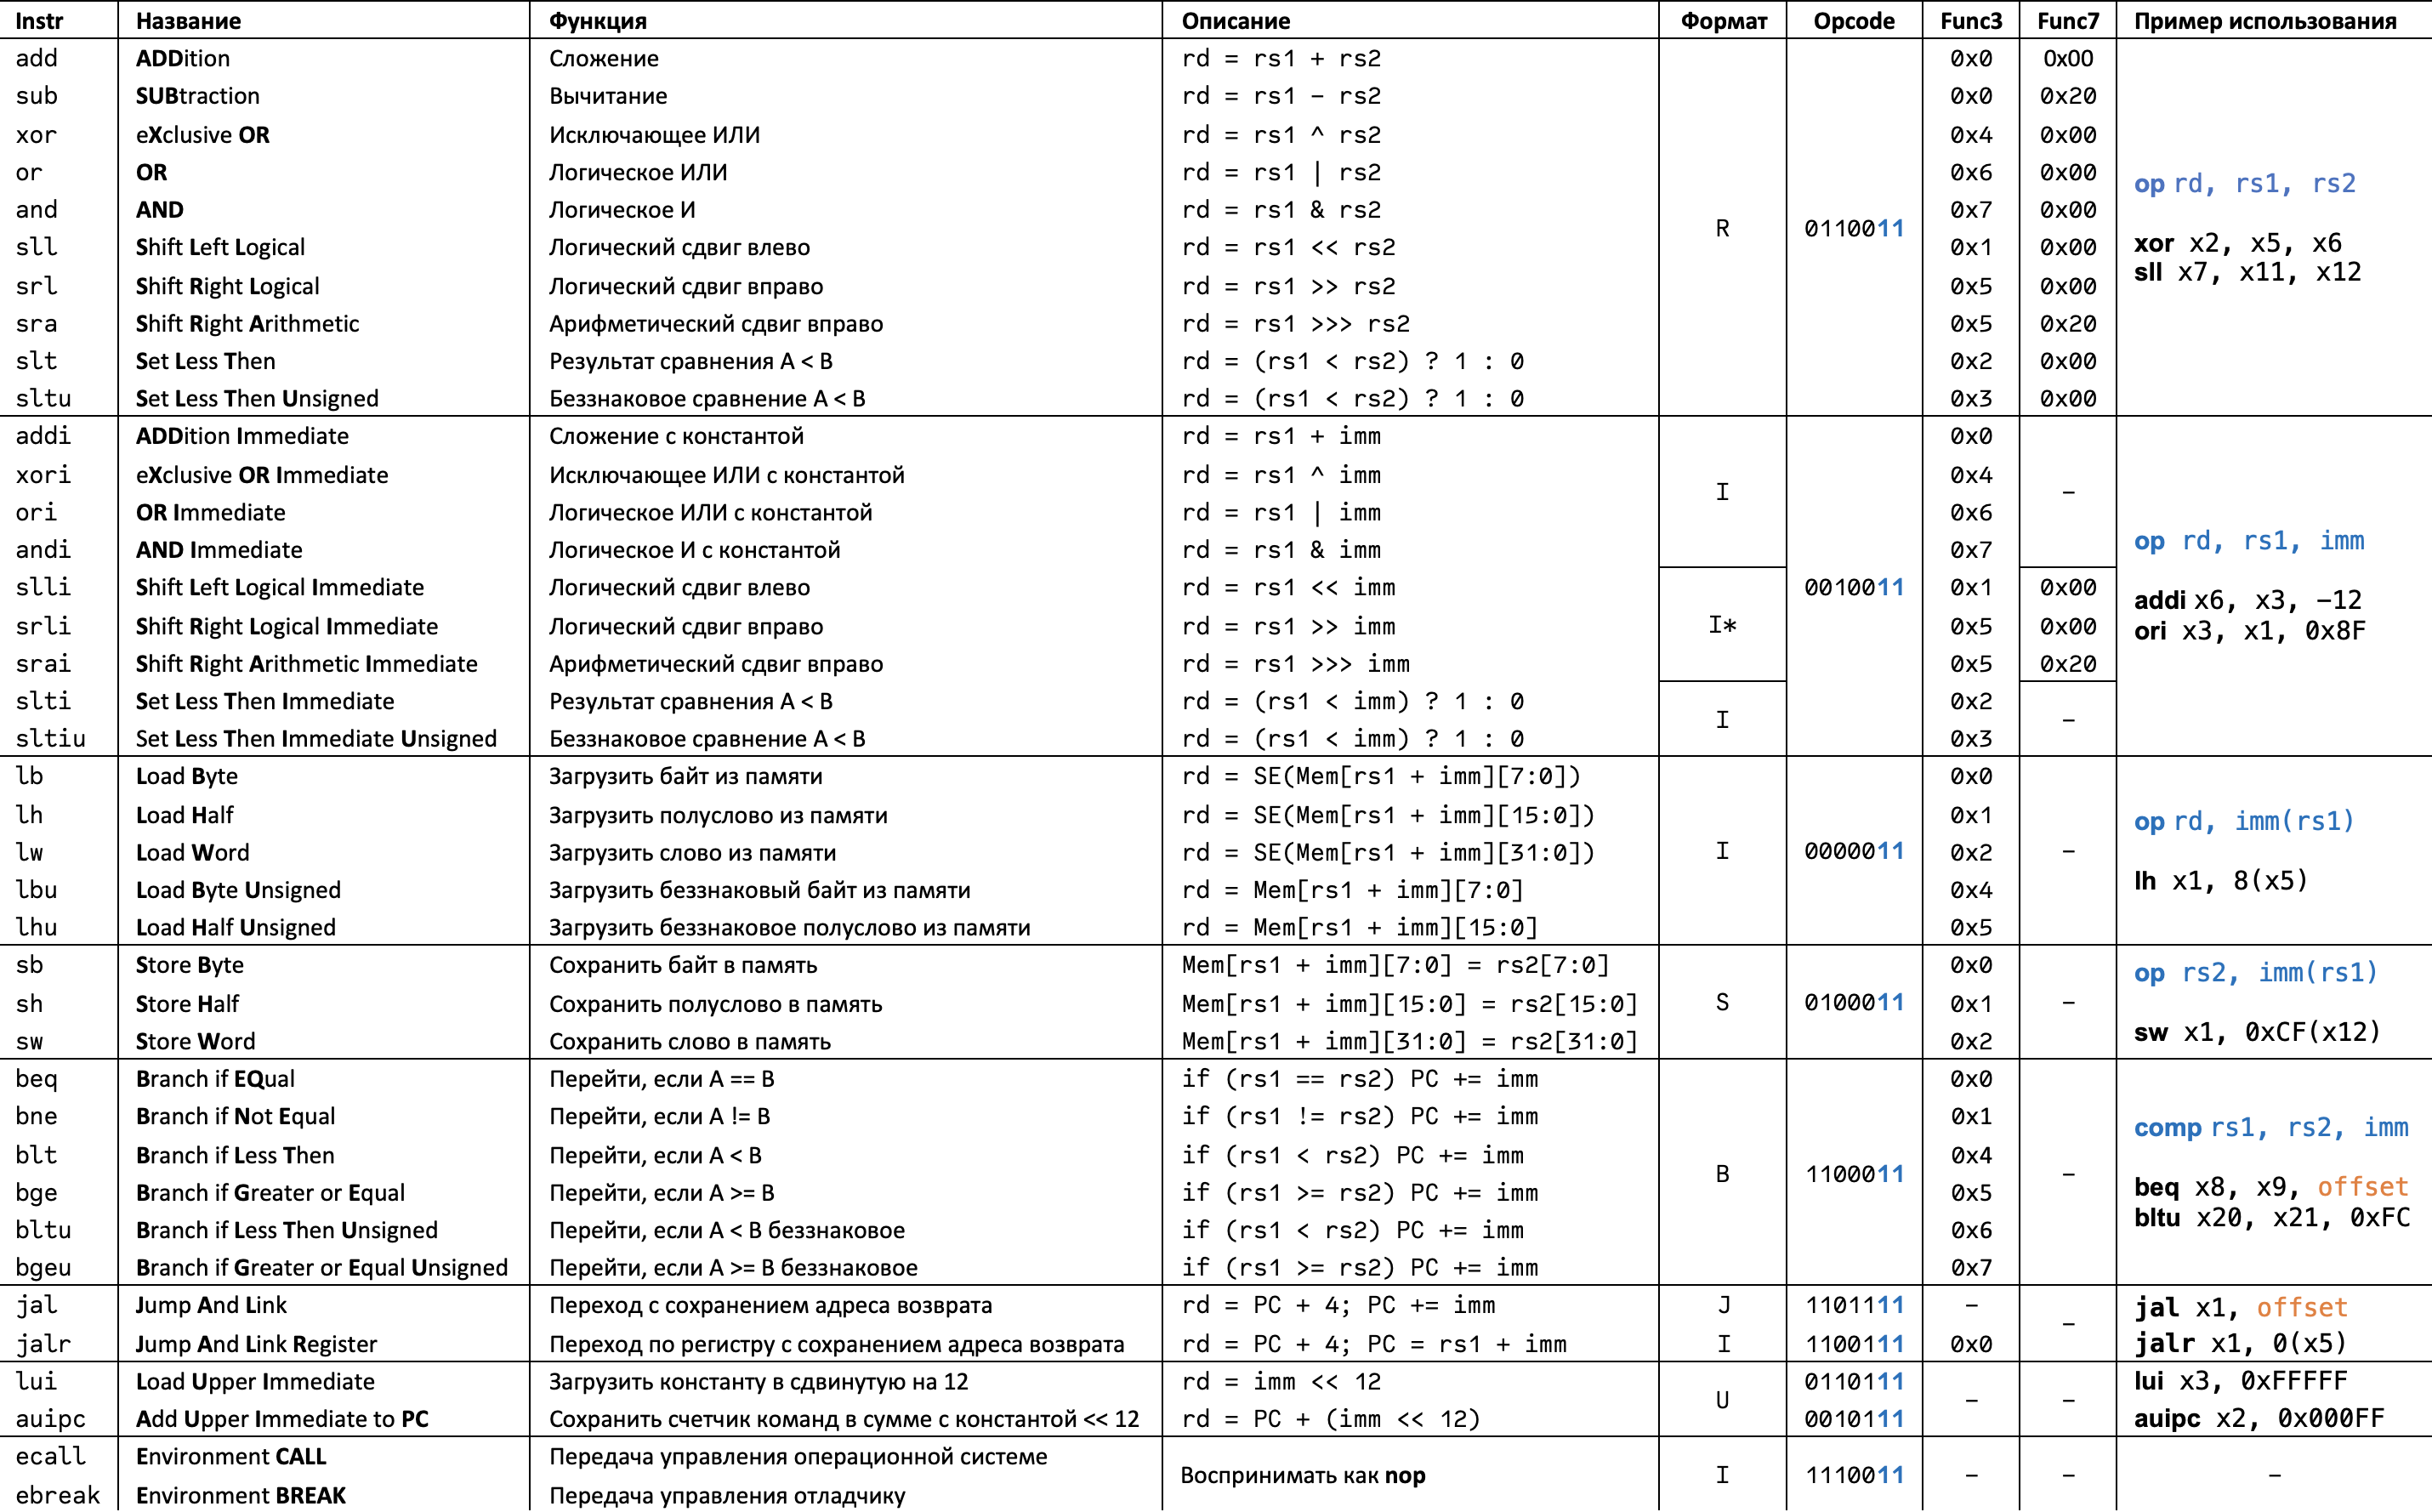 Instr Название Функция Описание Формат Opcode Func3 Func7 Пример использования
add ADDition Сложение rd = rs1 + rs2 0x0 0x00
sub SUBtraction Вычитание rd = rs1 - rs2 0x0 0x20
xor eXclusive OR Исключающее ИЛИ rd = rs1 ^ rs2 0x4 0x00
or OR Логическое ИЛИ rd = rs1 | rs2 0x6 0x00 op rd, rs1, rs2
and AND Логическое И rd = rs1 & rs2 0x7 0x00
sll Shift Left Logical Логический сдвиг влево rd = rs1 << rs2 R 0110011 0x1 0x00 xor x2, x5, x6
srl Shift Right Logical Логический сдвиг вправо rd = rs1 >> rs2 0x5 0x00 sll x7, x11, x12
sra Shift Right Arithmetic Арифметический сдвиг вправо rd = rs1 >>> rs2 0x5 0x20
slt Set Less Then Результат сравнения A < B rd = (rs1 < rs2) ? 1 : 0 0x2 0x00
sltu Set Less Then Unsigned Беззнаковое сравнение A < B rd = (rs1 < rs2) ? 1 : 0 0x3 0x00
addi ADDition Immediate Сложение с константой rd = rs1 + imm 0x0
xori eXclusive OR Immediate Исключающее ИЛИ с константой rd = rs1 ^ imm I 0x4 –
ori OR Immediate Логическое ИЛИ с константой rd = rs1 | imm 0x6
andi AND Immediate Логическое И с константой rd = rs1 & imm 0x7 op rd, rs1, imm
slli Shift Left Logical Immediate Логический сдвиг влево rd = rs1 << imm 0010011 0x1 0x00 addi x6, x3, -12
srli Shift Right Logical Immediate Логический сдвиг вправо rd = rs1 >> imm I* 0x5 0x00 ori x3, x1, 0x8F
srai Shift Right Arithmetic Immediate Арифметический сдвиг вправо rd = rs1 >>> imm 0x5 0x20
slti Set Less Then Immediate Результат сравнения A < B rd = (rs1 < imm) ? 1 : 0 I 0x2 –
sltiu Set Less Then Immediate Unsigned Беззнаковое сравнение A < B rd = (rs1 < imm) ? 1 : 0 0x3
lb Load Byte Загрузить байт из памяти rd = SE(Mem[rs1 + imm][7:0]) 0x0
lh Load Half Загрузить полуслово из памяти rd = SE(Mem[rs1 + imm][15:0]) 0x1 op rd, imm(rs1)
lw Load Word Загрузить слово из памяти rd = SE(Mem[rs1 + imm][31:0]) I 0000011 0x2 –
lbu Load Byte Unsigned Загрузить беззнаковый байт из памяти rd = Mem[rs1 + imm][7:0] 0x4 lh x1, 8(x5)
lhu Load Half Unsigned Загрузить беззнаковое полуслово из памяти rd = Mem[rs1 + imm][15:0] 0x5
sb Store Byte Сохранить байт в память Mem[rs1 + imm][7:0] = rs2[7:0] 0x0 op rs2, imm(rs1)
sh Store Half Сохранить полуслово в память Mem[rs1 + imm][15:0] = rs2[15:0] S 0100011 0x1 –
sw Store Word Сохранить слово в память Mem[rs1 + imm][31:0] = rs2[31:0] 0x2 sw x1, 0xCF(x12)
beq Branch if EQual Перейти, если A == B if (rs1 == rs2) PC += imm 0x0
bne Branch if Not Equal Перейти, если A != B if (rs1 != rs2) PC += imm 0x1 comp rs1, rs2, imm
blt Branch if Less Then Перейти, если A < B if (rs1 < rs2) PC += imm B 1100011 0x4 –
bge Branch if Greater or Equal Перейти, если A >= B if (rs1 >= rs2) PC += imm 0x5 beq x8, x9, offset
bltu Branch if Less Then Unsigned Перейти, если A < B беззнаковое if (rs1 < rs2) PC += imm 0x6 bltu x20, x21, 0xFC
bgeu Branch if Greater or Equal Unsigned Перейти, если A >= B беззнаковое if (rs1 >= rs2) PC += imm 0x7
jal Jump And Link Переход с сохранением адреса возврата rd = PC + 4; PC += imm J 1101111 – – jal x1, offset
jalr Jump And Link Register Переход по регистру с сохранением адреса возврата rd = PC + 4; PC = rs1 + imm I 1100111 0x0 jalr x1, 0(x5)
lui Load Upper Immediate Загрузить константу в сдвинутую на 12 rd = imm << 12 U 0110111 – – lui x3, 0xFFFFF
auipc Add Upper Immediate to PC Сохранить счетчик команд в сумме с константой << 12 rd = PC + (imm << 12) 0010111 auipc x2, 0x000FF
ecall Environment CALL Передача управления операционной системе Воспринимать как nop I 1110011 – – –
ebreak Environment BREAK Передача управления отладчику